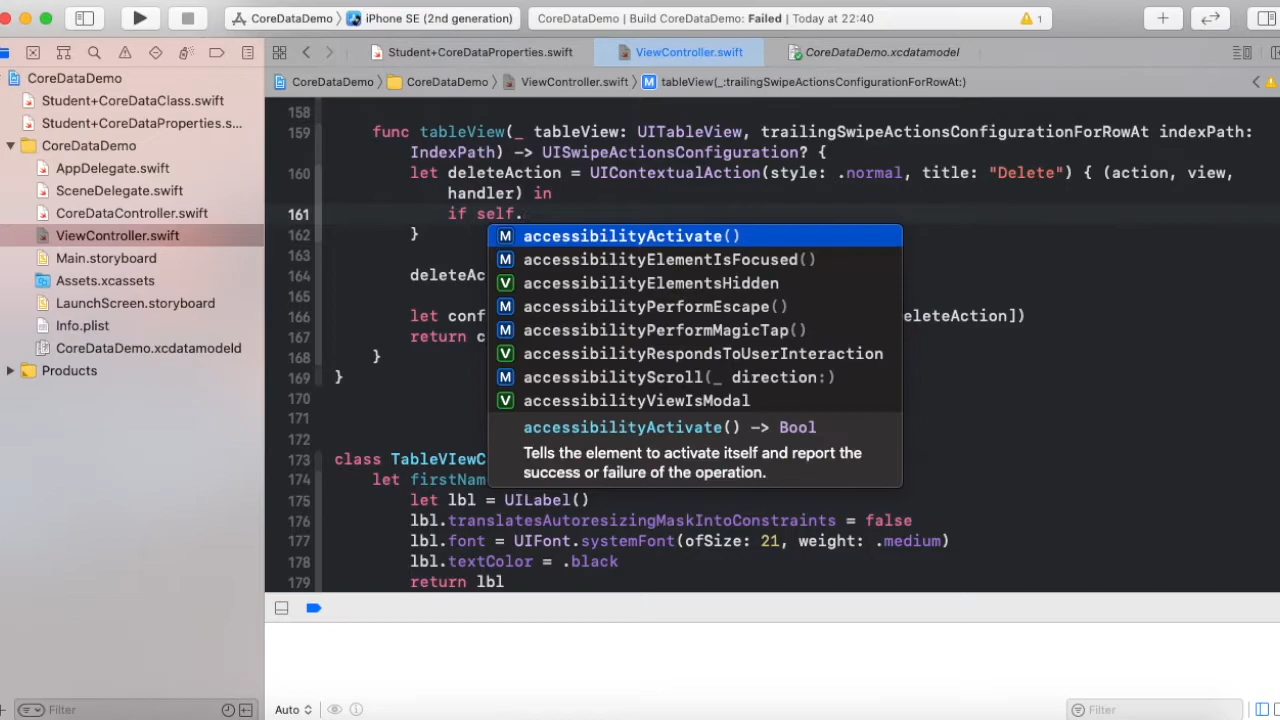 CoreDataDemo
iPhone SE (2nd generation)
CoreDataDemo | Build CoreDataDemo: Failed | Today at 22:40
1
Student+CoreDataProperties.swift
ViewController.swift
CoreDataDemo.xcdatamodel
CoreDataDemo
CoreDataDemo
ViewController.swift
M tableView(_:trailingSwipeActionsConfigurationForRowAt:)
CoreDataDemo
Student+CoreDataClass.swift
Student+CoreDataProperties.s...
CoreDataDemo
AppDelegate.swift
SceneDelegate.swift
CoreDataController.swift
ViewController.swift
Main.storyboard
Assets.xcassets
LaunchScreen.storyboard
Info.plist
CoreDataDemo.xcdatamodeld
Products
158
159 func tableView(_ tableView: UITableView, trailingSwipeActionsConfigurationForRowAt indexPath:
IndexPath) -> UISwipeActionsConfiguration? {
160 let deleteAction = UIContextualAction(style: .normal, title: "Delete") { (action, view,
handler) in
161 if self.
162 }
163
164 deleteAc
165
166 let conf eleteAction])
167 return c
168 }
169 }
170
171
172
173 class TableVIewC
174 let firstNam
175 let lbl = UILabel()
176 lbl.translatesAutoresizingMaskIntoConstraints = false
177 lbl.font = UIFont.systemFont(ofSize: 21, weight: .medium)
178 lbl.textColor = .black
179 return lbl
M accessibilityActivate()
M accessibilityElementIsFocused()
V accessibilityElementsHidden
M accessibilityPerformEscape()
M accessibilityPerformMagicTap()
V accessibilityRespondsToUserInteraction
M accessibilityScroll(_ direction:)
V accessibilityViewIsModal
accessibilityActivate() -> Bool
Tells the element to activate itself and report the
success or failure of the operation.
Filter
Auto
Filter